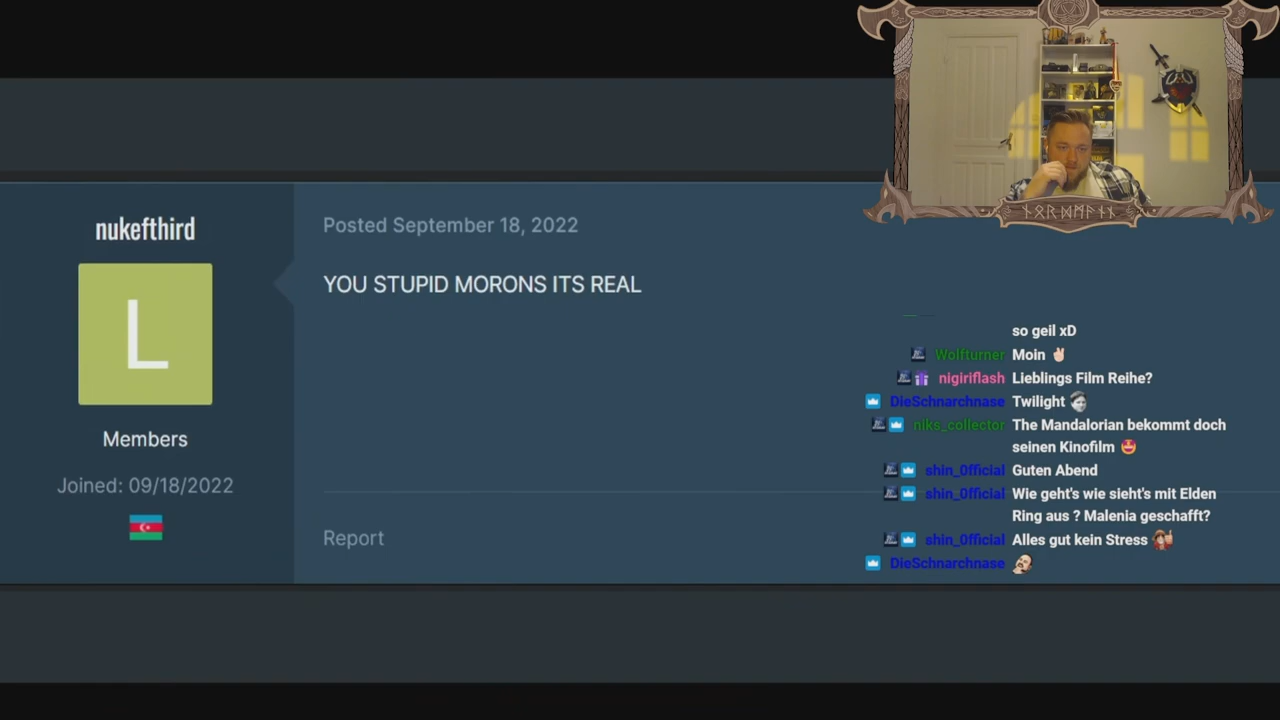 nukefthird
L
Members
Joined: 09/18/2022
Posted September 18, 2022
YOU STUPID MORONS ITS REAL
Report
ᚾᛟᚱᛞᛗᚨᚾᚾ
so geil xD
Wolfturner Moin ✌🏻
nigiriflash Lieblings Film Reihe?
DieSchnarchnase Twilight
niks_collector The Mandalorian bekommt doch
seinen Kinofilm 🤩
shin_0fficial Guten Abend
shin_0fficial Wie geht's wie sieht's mit Elden
Ring aus ? Malenia geschafft?
shin_0fficial Alles gut kein Stress
DieSchnarchnase